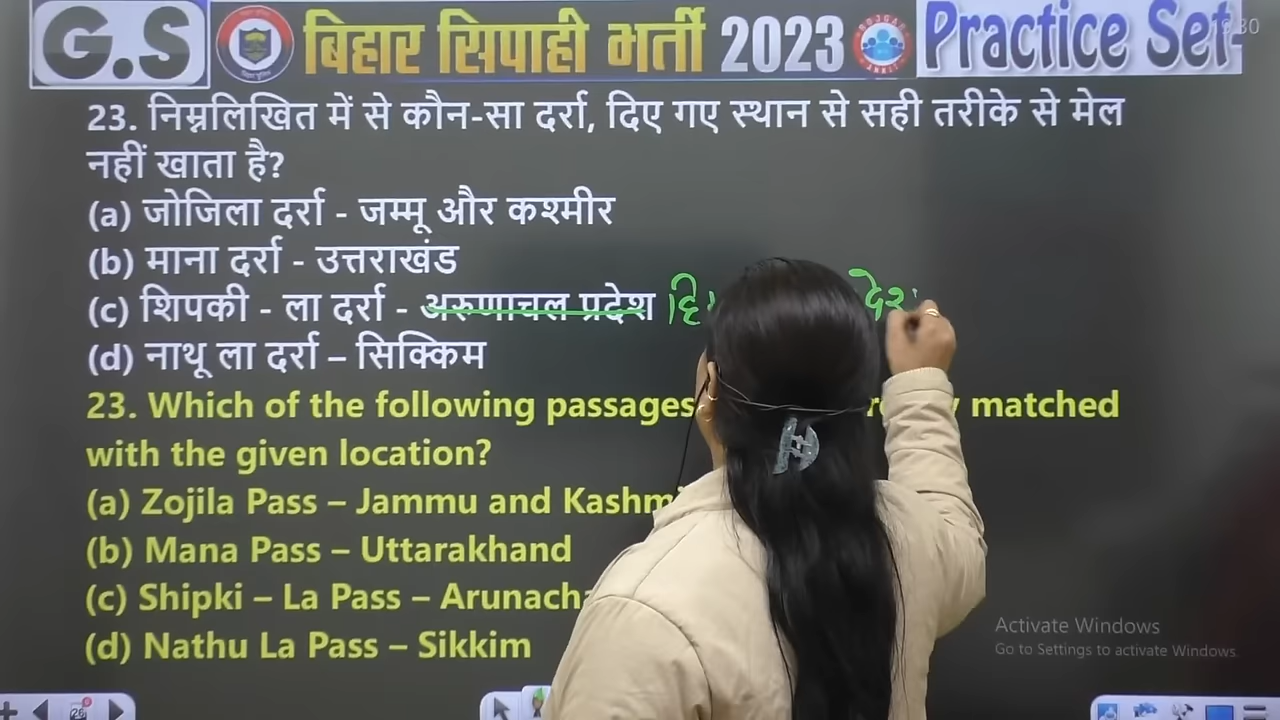 G.S बिहार सिपाही भर्ती 2023 Practice Set-
23. निम्नलिखित में से कौन-सा दर्रा, दिए गए स्थान से सही तरीके से मेल
नहीं खाता है?
(a) जोजिला दर्रा - जम्मू और कश्मीर
(b) माना दर्रा - उत्तराखंड
(c) शिपकी - ला दर्रा - अरुणाचल प्रदेश
(d) नाथू ला दर्रा – सिक्किम
23. Which of the following passages matched
with the given location?
(a) Zojila Pass – Jammu and
(b) Mana Pass – Uttarakhand
(c) Shipki – La Pass –
(d) Nathu La Pass – Sikkim
Activate Windows
Go to Settings to activate Windows.